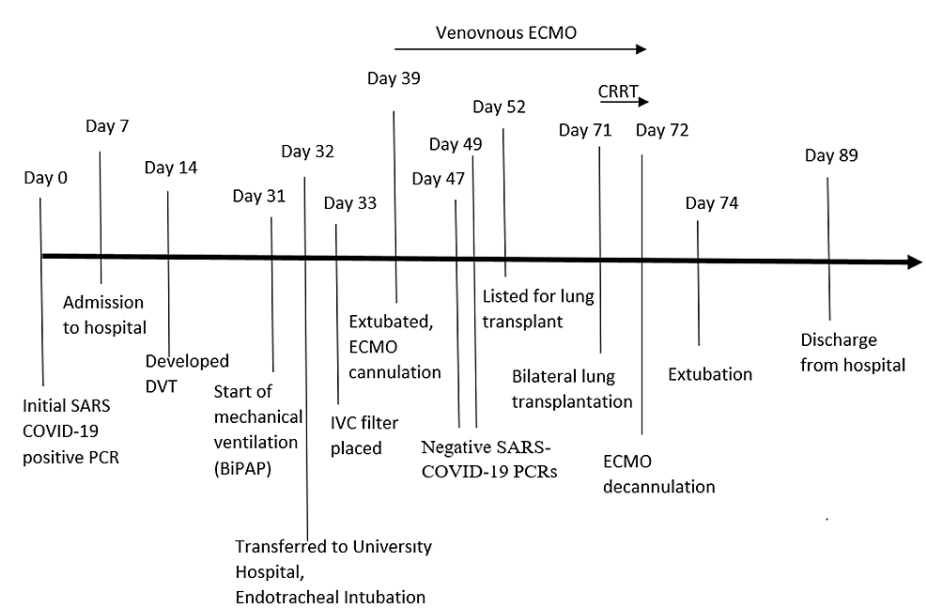 Venovnous ECMO
Day 39
CRRT
Day 52
Day 7
Day 71
Day 72
Day 49
Day 32
Day 89
Day 14
Day 0
Day 47
Day 31
Day 33
Day 74
Admission
to hospital
Listed for lung
transplant
Extubated,
ECMO
cannulation
Discharge
from hospital
Developed
DVT
Bilateral lung
transplantation
Extubation
Start of
mechanical
ventilation
(BiPAP)
Initial SARS
COVID-19
positive PCR
IVC filter
placed
Negative SARS-
COVID-19 PCRs
ECMO
decannulation
Transferred to University
Hospital,
Endotracheal Intubation